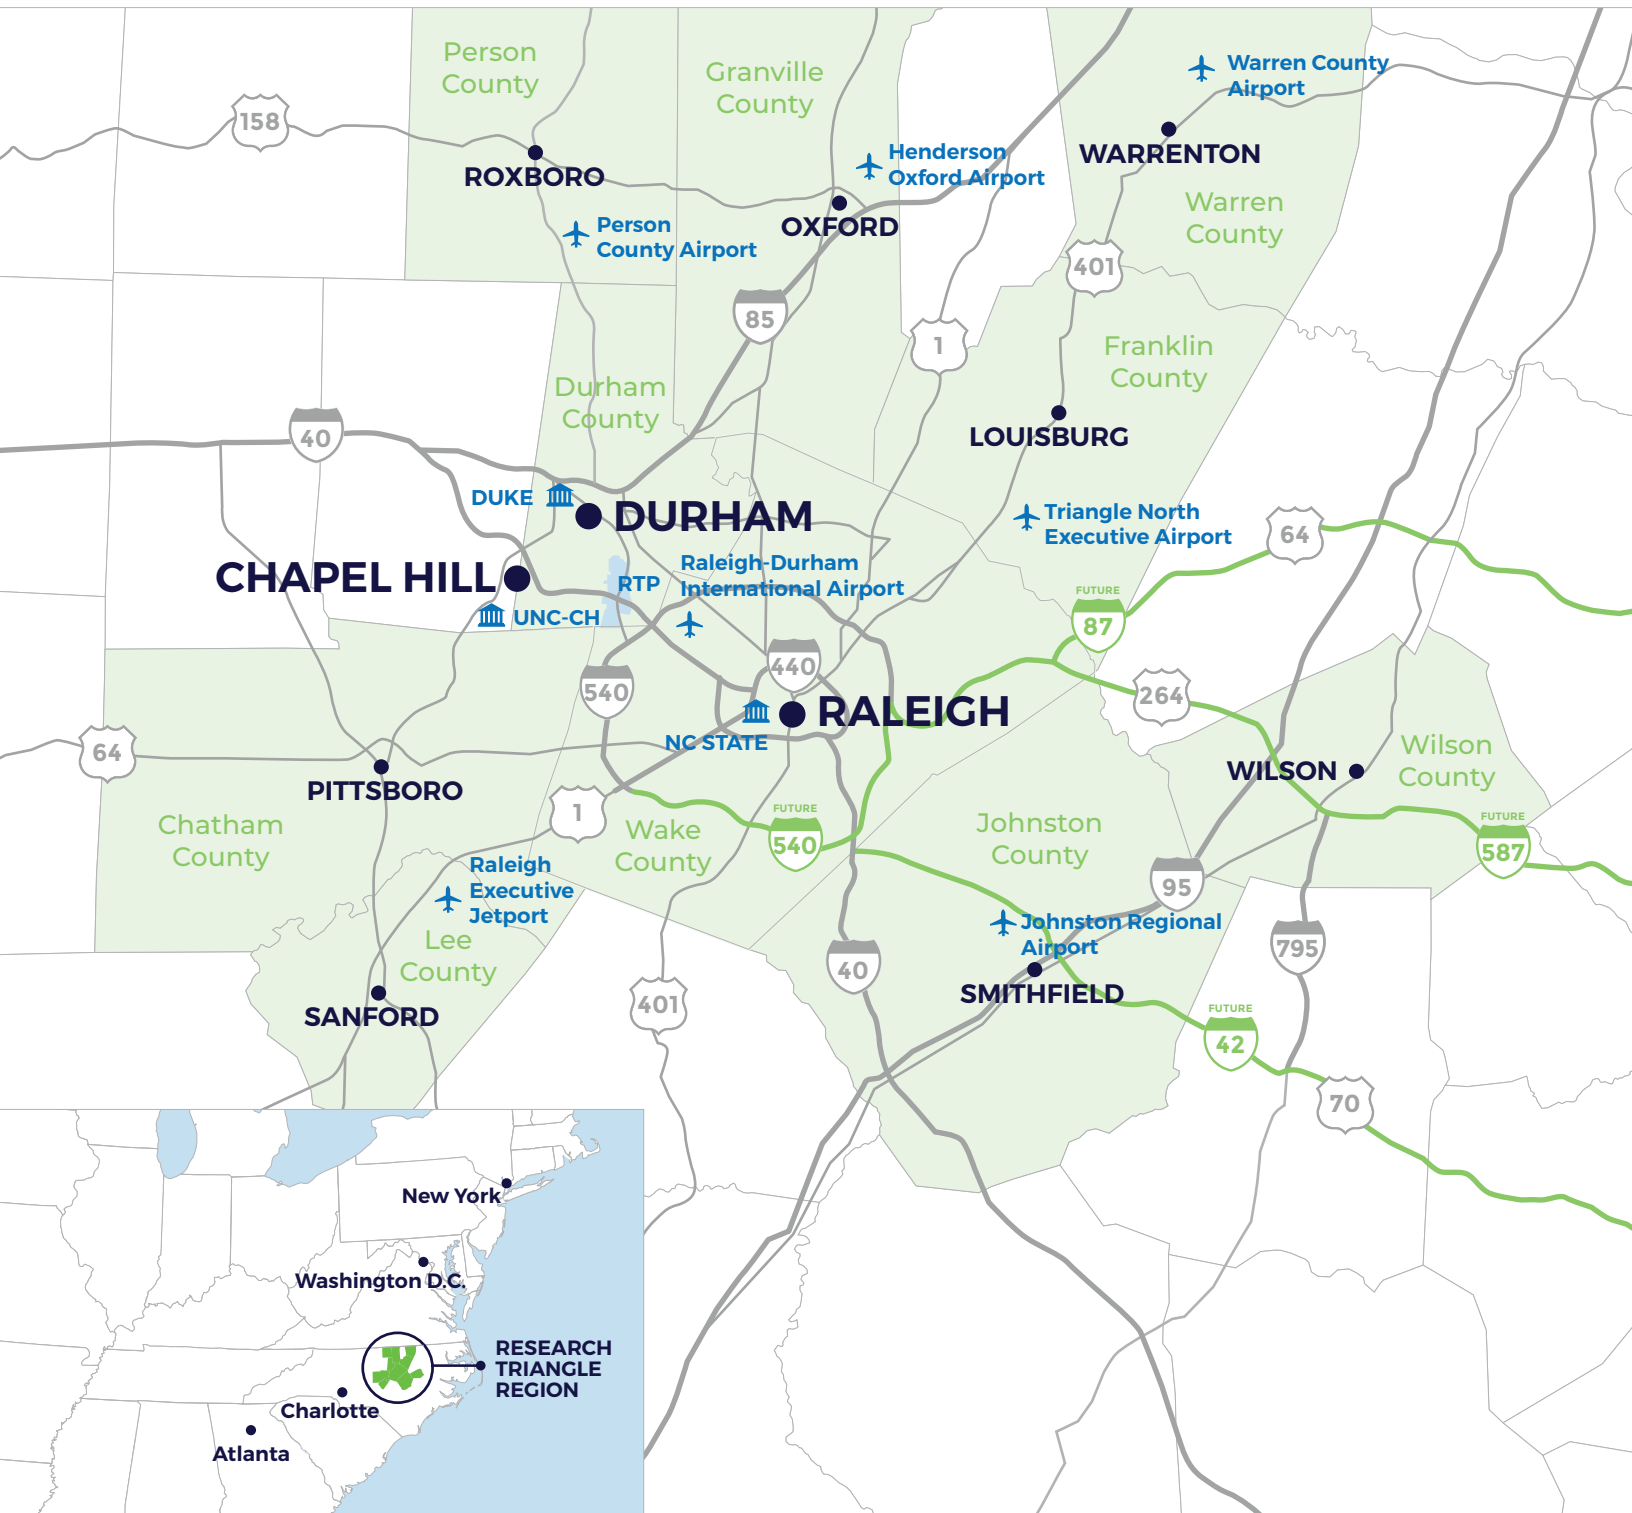 Person
County
Granville
County
Warren County
Airport
158
ROXBORO
Henderson
Oxford Airport
WARRENTON
Person
County Airport
OXFORD
Warren
County
401
85
1
Franklin
County
Durham
County
40
LOUISBURG
DUKE
DURHAM
Triangle North
Executive Airport
64
CHAPEL HILL
RTP
Raleigh-Durham
International Airport
UNC-CH
FUTURE
87
440
540
264
RALEIGH
NC STATE
64
PITTSBORO
WILSON
Wilson
County
1
Chatham
County
Wake
County
FUTURE
540
Johnston
County
FUTURE
587
Raleigh
Executive
Jetport
95
Lee
County
Johnston Regional
Airport
795
40
SMITHFIELD
SANFORD
401
FUTURE
42
70
New York
Washington D.C.
RESEARCH
TRIANGLE
REGION
Charlotte
Atlanta